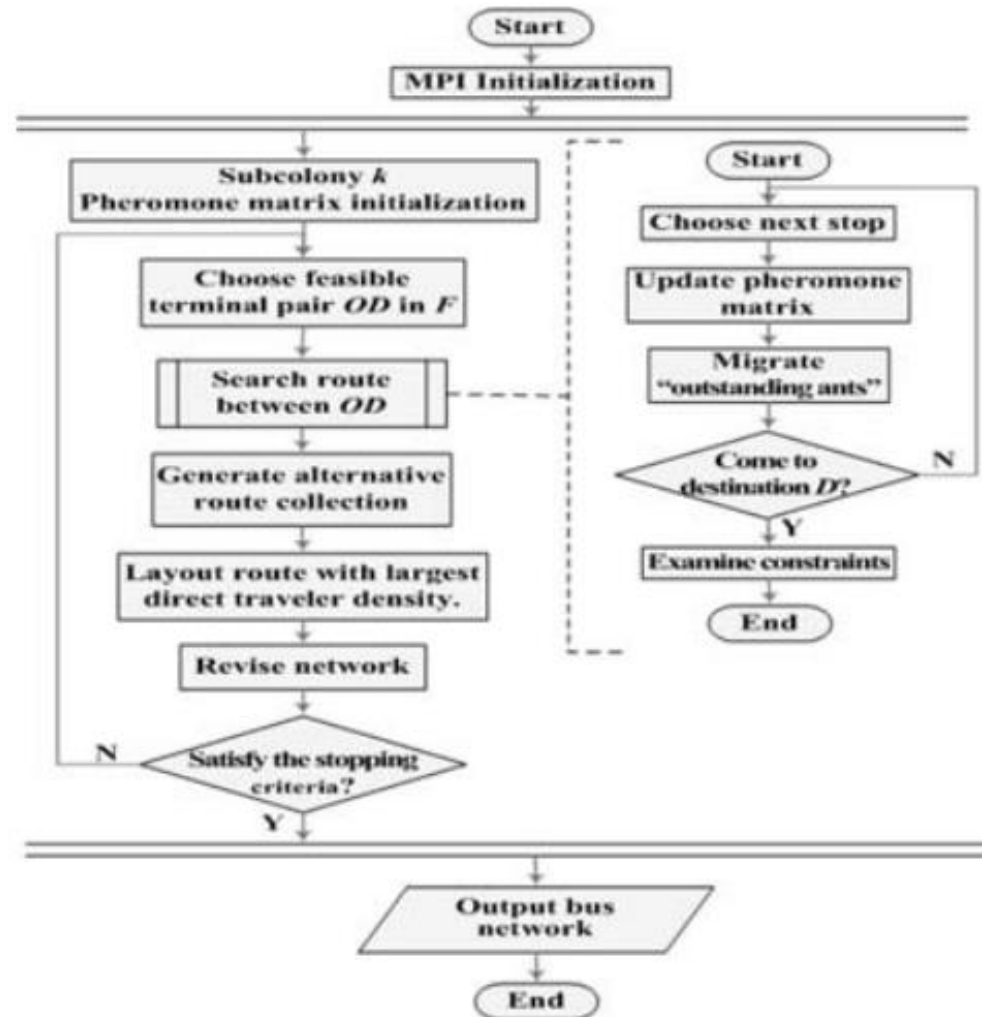 Start
MPI Initialization
Subcolony k
Pheromone matrix initialization
Choose feasible
terminal pair OD in F
Search route
between OD
Generate alternative
route collection
Layout route with largest
direct traveler density.
Revise network
N
Satisfy the stopping
criteria?
Y
Start
Choose next stop
Update pheromone
matrix
Migrate
“outstanding ants”
Come to
destination D?
N
Y
Examine constraints
End
Output bus
network
End